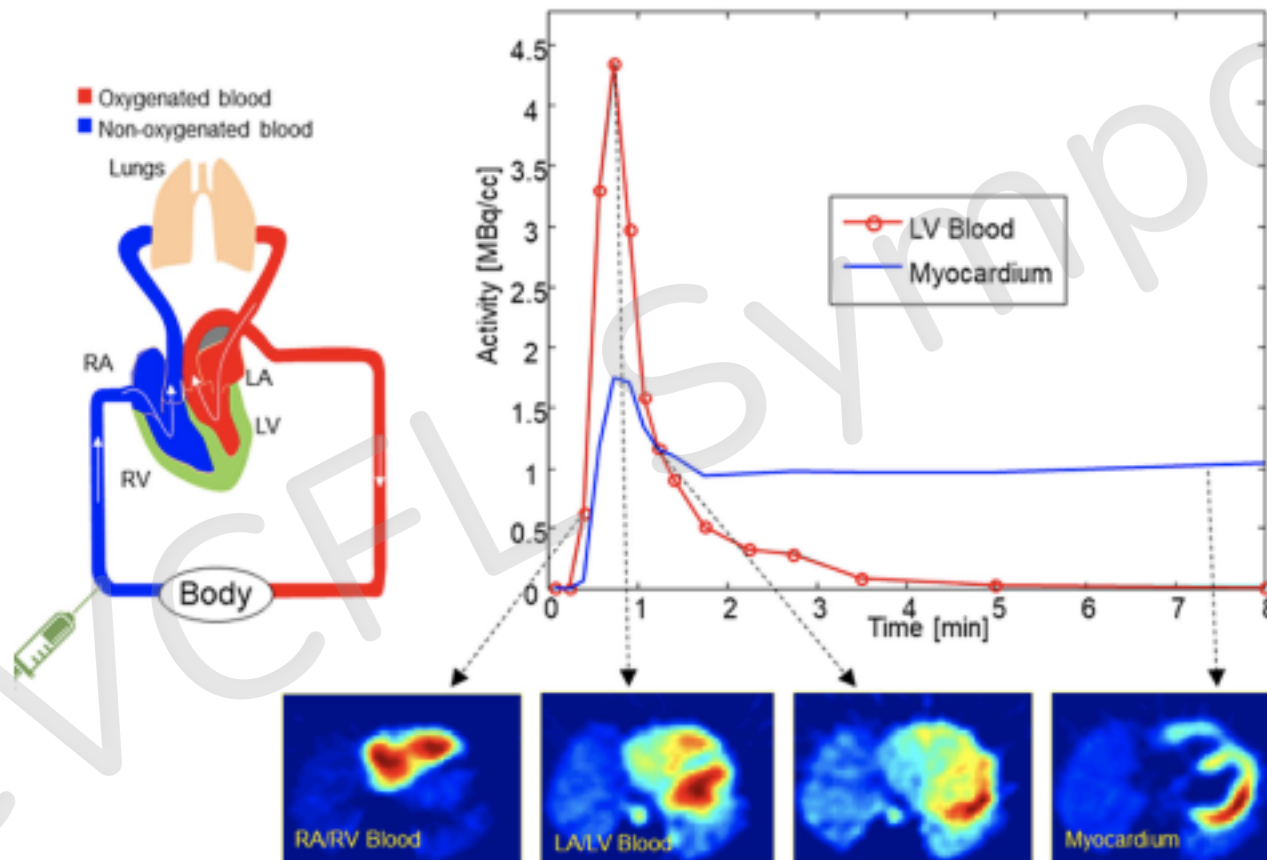 Oxygenated blood
Non-oxygenated blood
Lungs
RA
LA
LV
RV
Body
Activity [MBq/cc]
4.5
4
3.5
3
2.5
2
1.5
1
0.5
0
0 1 2 3 4 5 6 7 8
Time [min]
LV Blood
Myocardium
RA/RV Blood
LA/LV Blood
Myocardium
VCFL Sympo